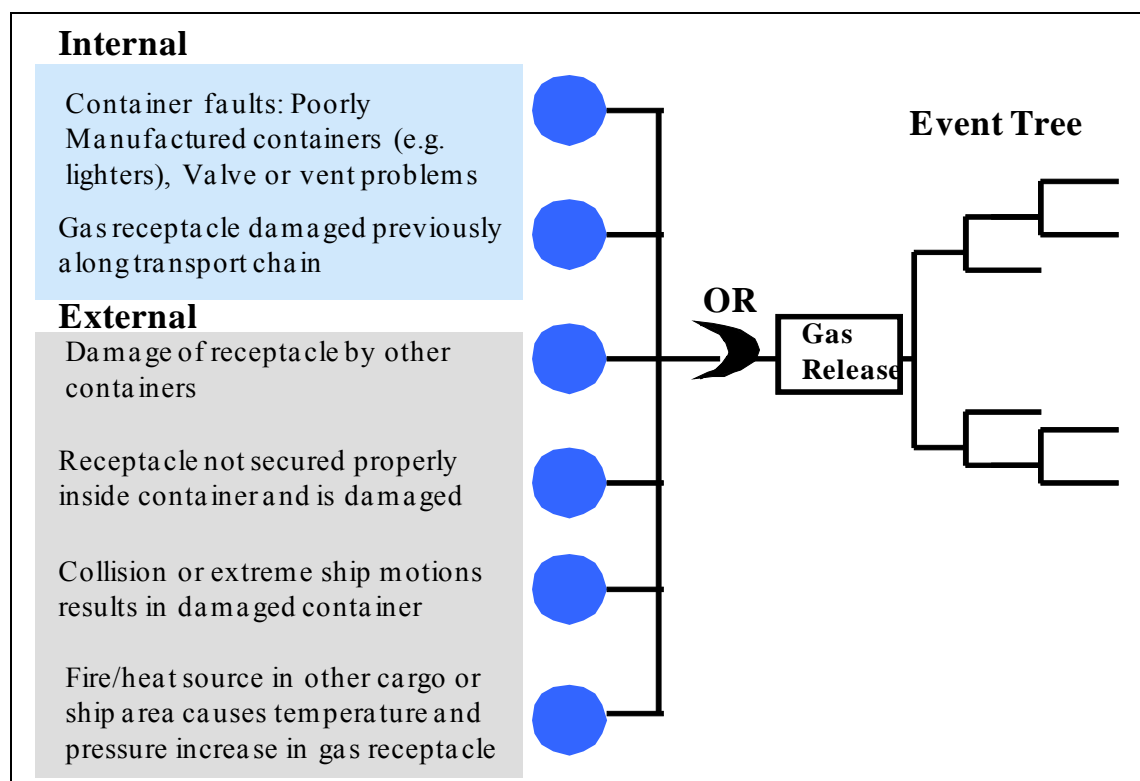 Internal
Container faults: Poorly
Manufactured containers (e.g.
lighters), Valve or vent problems
Gas receptacle damaged previously
along transport chain
External
Damage of receptacle by other
containers
Receptacle not secured properly
inside container and is damaged
Collision or extreme ship motions
results in damaged container
Fire/heat source in other cargo or
ship area causes temperature and
pressure increase in gas receptacle
OR
Gas
Release
Event Tree